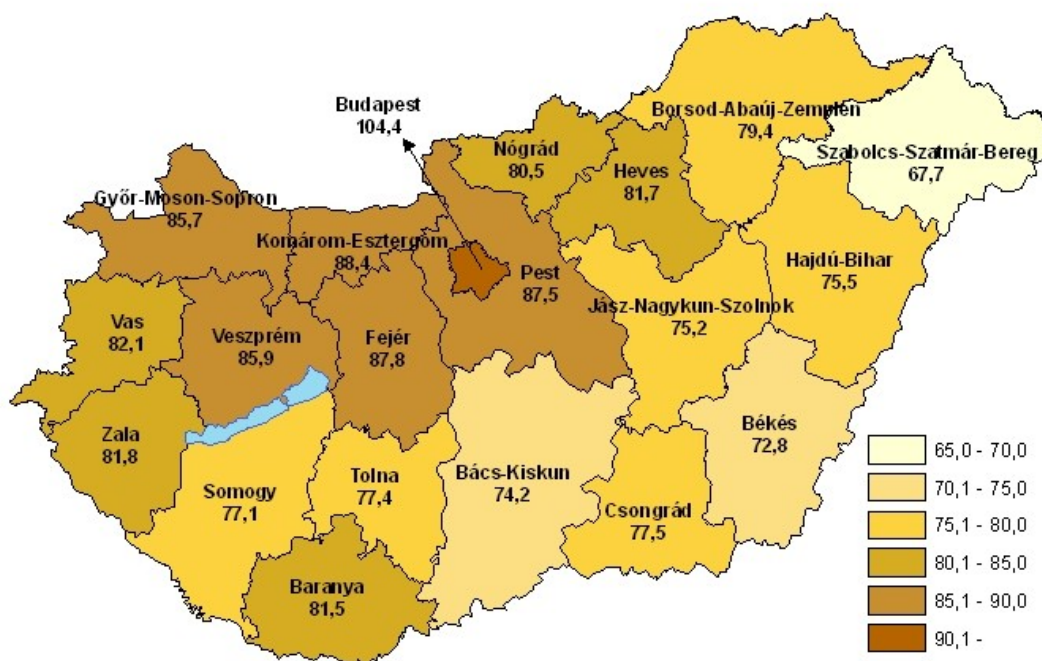 Budapest
104,4
Borsod-Abaúj-Zemplén
79,4
Nógrád
80,5
Heves
81,7
Szabolcs-Szatmár-Bereg
67,7
Győr-Moson-Sopron
85,7
Komárom-Esztergom
88,4
Pest
87,5
Hajdú-Bihar
75,5
Jász-Nagykun-Szolnok
75,2
Vas
82,1
Veszprém
85,9
Fejér
87,8
Zala
81,8
Békés
72,8
Somogy
77,1
Tolna
77,4
Bács-Kiskun
74,2
Csongrád
77,5
Baranya
81,5
65,0 - 70,0
70,1 - 75,0
75,1 - 80,0
80,1 - 85,0
85,1 - 90,0
90,1 -